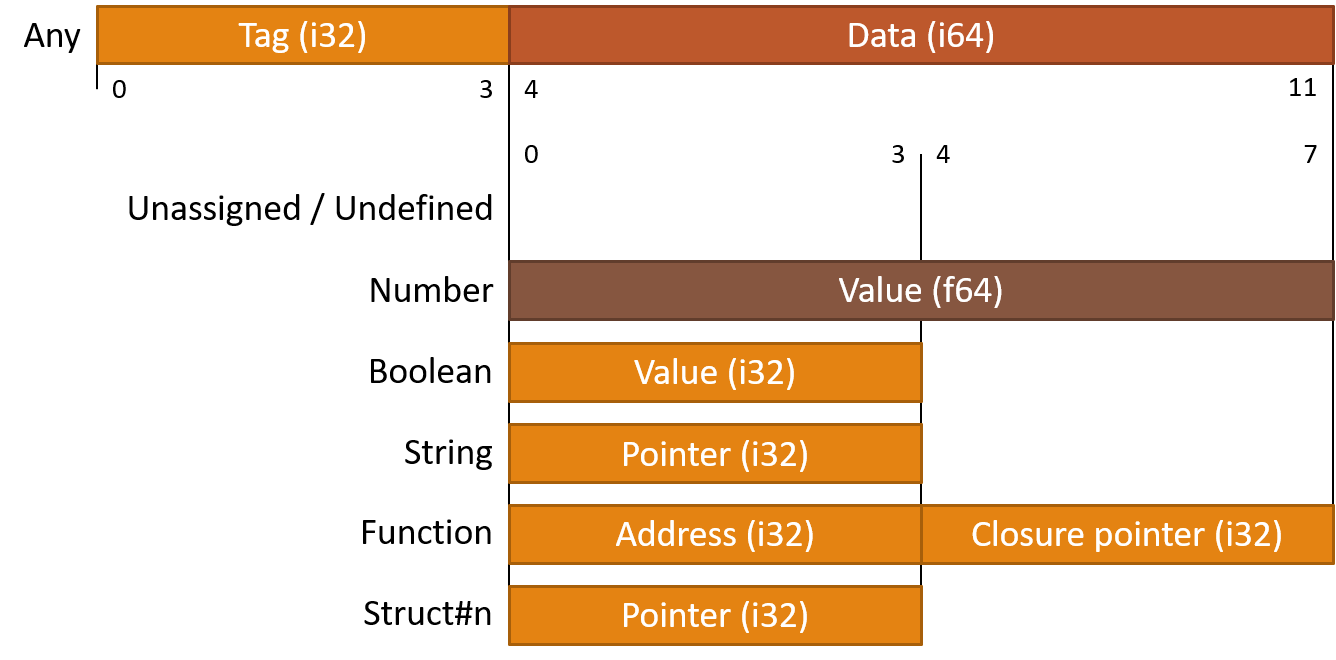 Any Tag (i32) Data (i64)
0 3 4 11
0 3 4 7
Unassigned / Undefined
Number Value (f64)
Boolean Value (i32)
String Pointer (i32)
Function Address (i32) Closure pointer (i32)
Struct#n Pointer (i32)